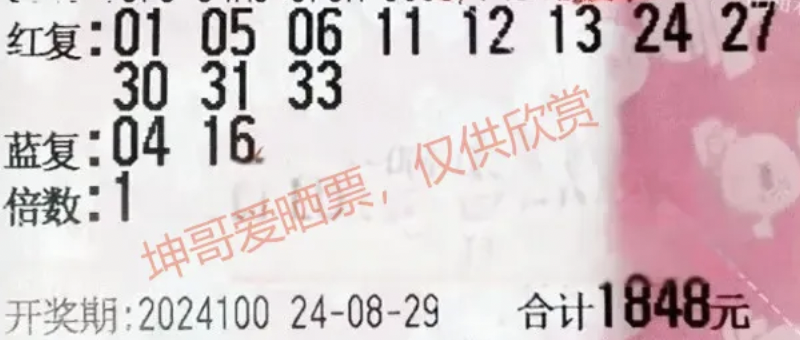 红复:01 05 06 11 12 13 24 27
30 31 33
蓝复:04 16
倍数:1
坤哥爱晒票，仅供欣赏
开奖期:2024100 24-08-29 合计1848元